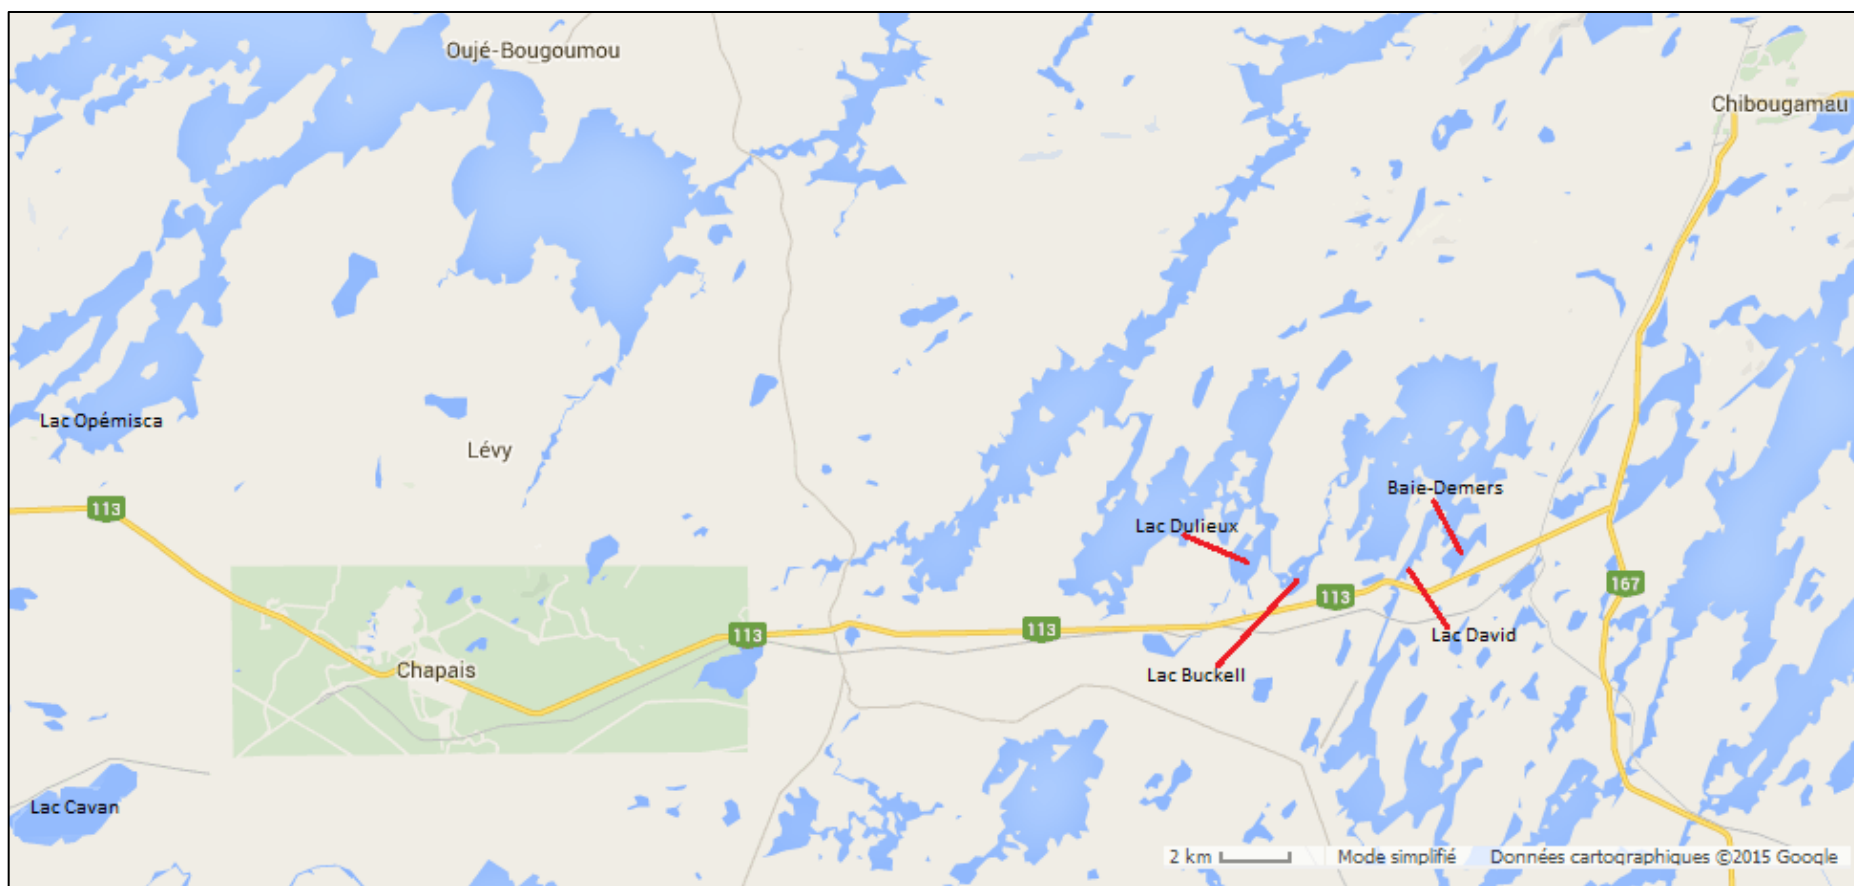 Oujé-Bougoumou
Chibougamau
Lac Opémisca
Lévy
Baie-Demers
113
Lac Dulieux
167
113
113
113
Lac David
Chapais
Lac Buckell
Lac Cavan
2 km Mode simplifié Données cartographiques ©2015 Google